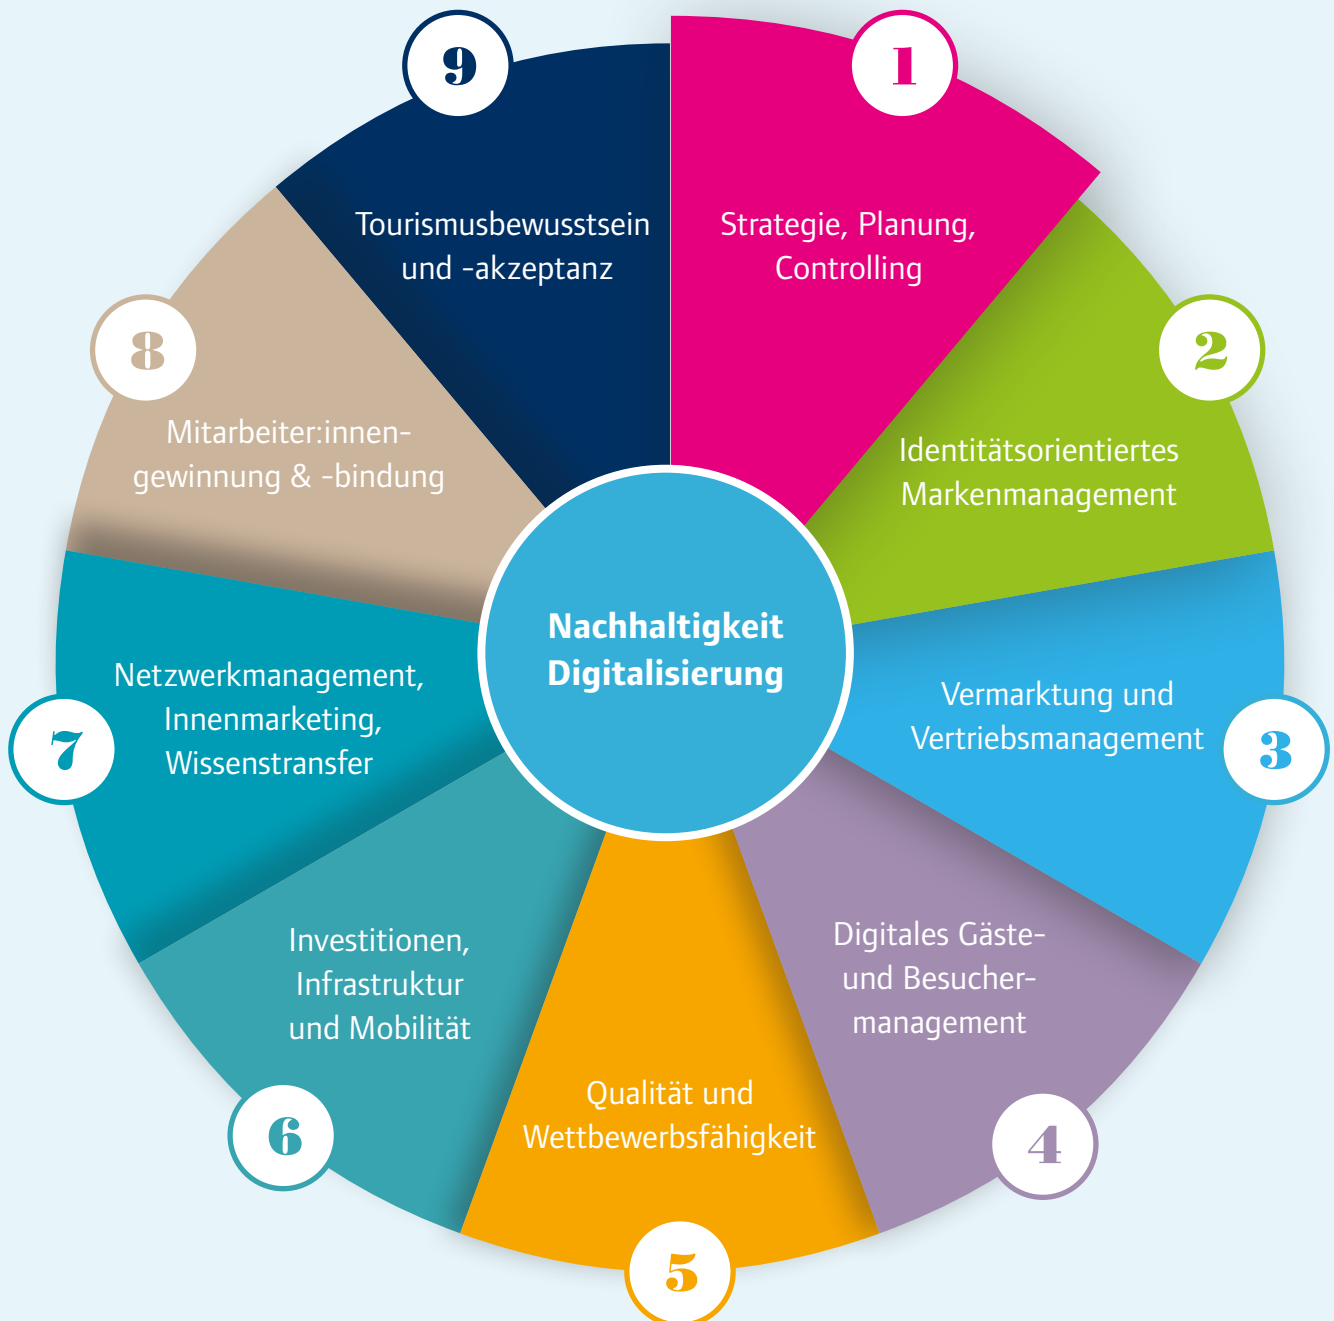 1
Strategie, Planung,
Controlling
2
Identitätsorientiertes
Markenmanagement
3
Vermarktung und
Vertriebsmanagement
4
Digitales Gäste-
und Besucher-
management
5
Qualität und
Wettbewerbsfähigkeit
6
Investitionen,
Infrastruktur
und Mobilität
7
Netzwerkmanagement,
Innenmarketing,
Wissenstransfer
8
Mitarbeiter:innen-
gewinnung & -bindung
9
Tourismusbewusstsein
und -akzeptanz
Nachhaltigkeit
Digitalisierung